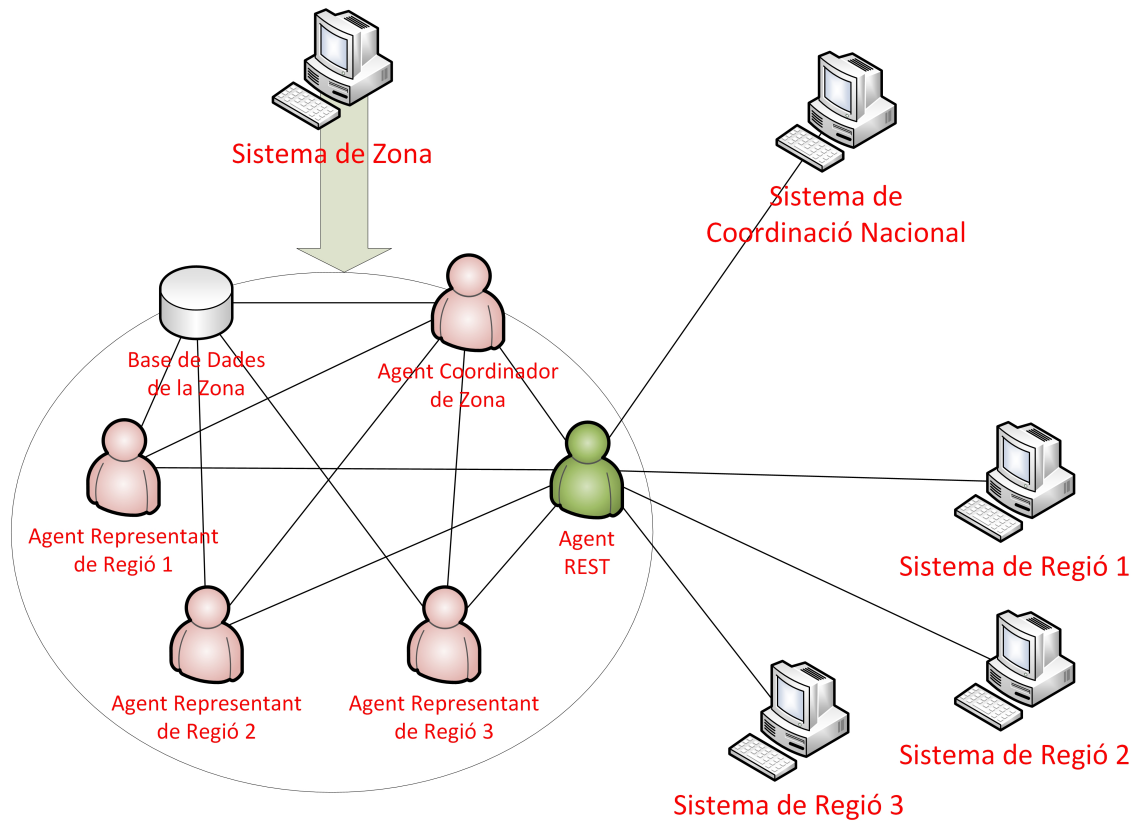 Sistema de Zona
Sistema de
Coordinació Nacional
Base de Dades
de la Zona
Agent Coordinador
de Zona
Agent Representant
de Regió 1
Agent
REST
Sistema de Regió 1
Agent Representant
de Regió 2
Agent Representant
de Regió 3
Sistema de Regió 2
Sistema de Regió 3